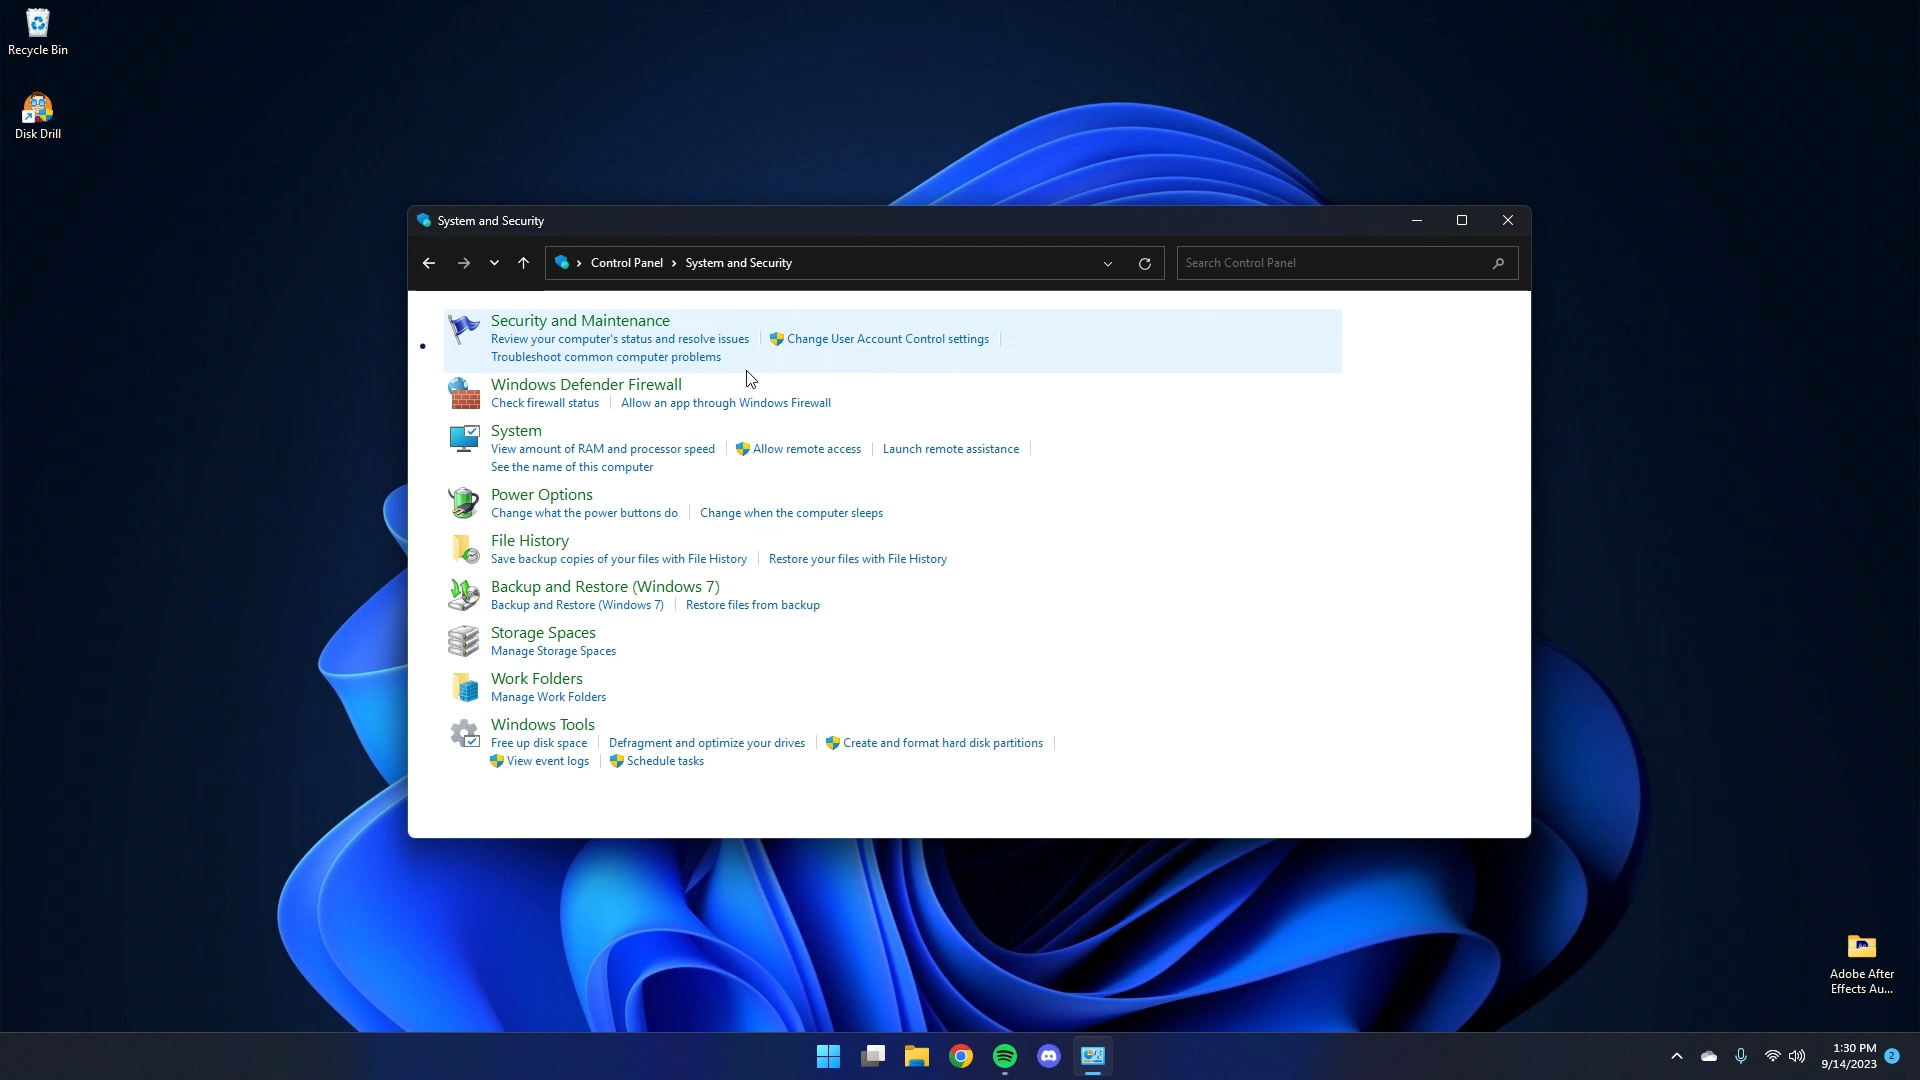 Recycle Bin
Disk Drill
System and Security
Control Panel
System and Security
Search Control Panel
Security and Maintenance
Review your computer's status and resolve issues
Change User Account Control settings
Troubleshoot common computer problems
Windows Defender Firewall
Check firewall status
Allow an app through Windows Firewall
System
View amount of RAM and processor speed
Allow remote access
Launch remote assistance
See the name of this computer
Power Options
Change what the power buttons do
Change when the computer sleeps
File History
Save backup copies of your files with File History
Restore your files with File History
Backup and Restore (Windows 7)
Backup and Restore (Windows 7)
Restore files from backup
Storage Spaces
Manage Storage Spaces
Work Folders
Manage Work Folders
Windows Tools
Free up disk space
Defragment and optimize your drives
Create and format hard disk partitions
View event logs
Schedule tasks
Adobe After
Effects Au...
1:30 PM
9/14/2023
2